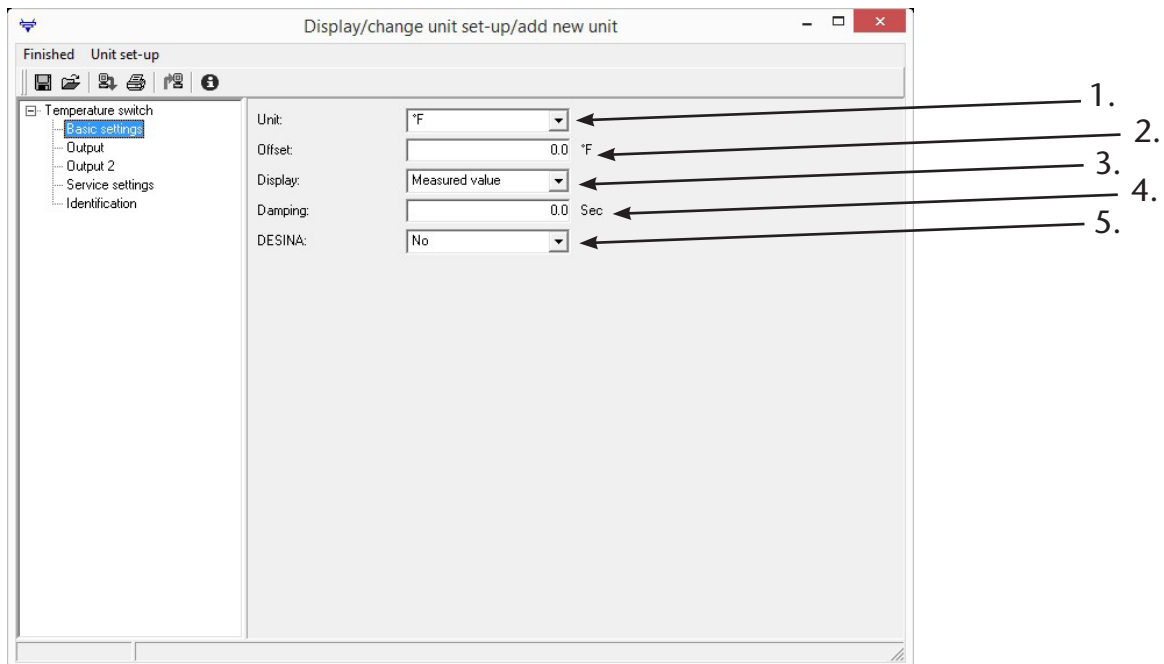 Display/change unit set-up/add new unit
Finished Unit set-up
Temperature switch
Basic settings
Output
Output 2
Service settings
Identification
Unit: °F
Offset: 0.0 °F
Display: Measured value
Damping: 0.0 Sec
DESINA: No
1.
2.
3.
4.
5.